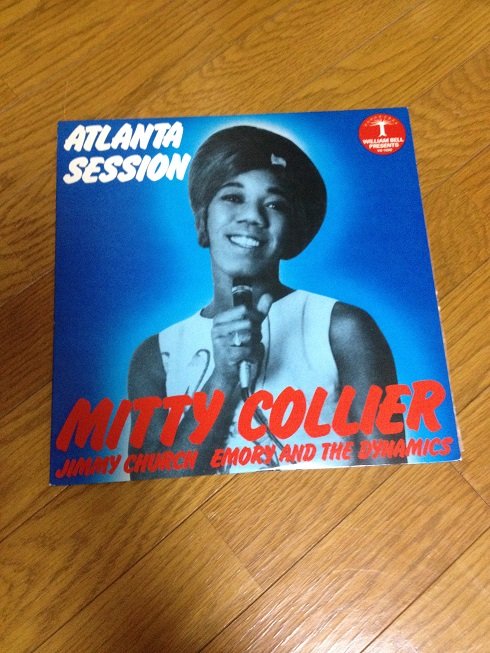 ATLANTA
SESSION
WILLIAM BELL
PRESENTS
MITTY COLLIER
JIMMY CHURCH EMORY AND THE DYNAMICS